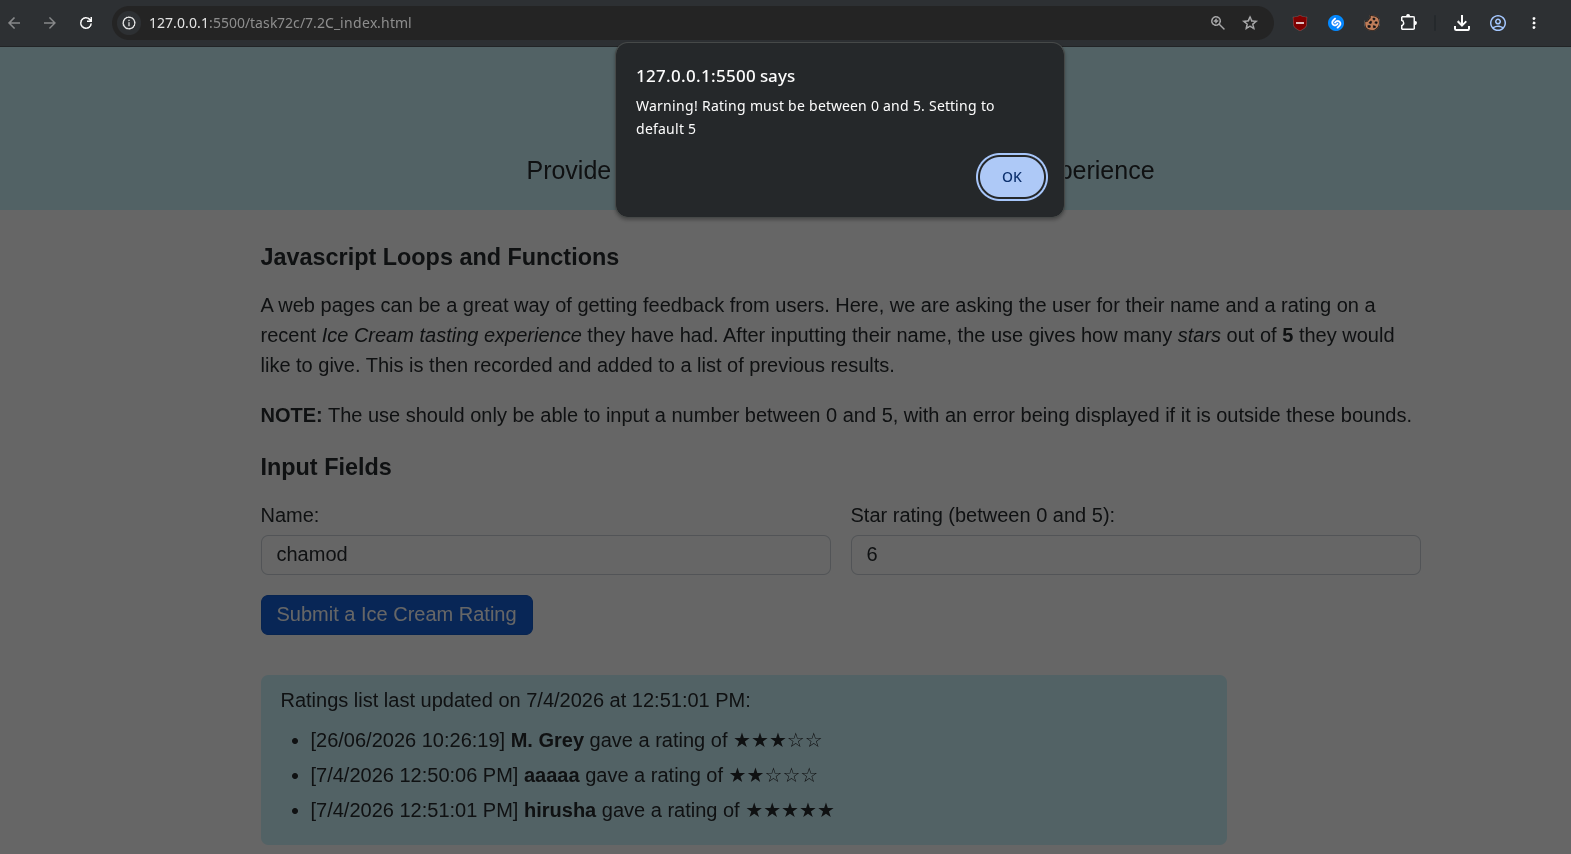 127.0.0.1:5500/task72c/7.2C_index.html
127.0.0.1:5500 says
Warning! Rating must be between 0 and 5. Setting to
default 5
OK
Provide
perience
Javascript Loops and Functions
A web pages can be a great way of getting feedback from users. Here, we are asking the user for their name and a rating on a
recent Ice Cream tasting experience they have had. After inputting their name, the use gives how many stars out of 5 they would
like to give. This is then recorded and added to a list of previous results.
NOTE: The use should only be able to input a number between 0 and 5, with an error being displayed if it is outside these bounds.
Input Fields
Name:
Star rating (between 0 and 5):
chamod
6
Submit a Ice Cream Rating
Ratings list last updated on 7/4/2026 at 12:51:01 PM:
• [26/06/2026 10:26:19] M. Grey gave a rating of ★★★☆☆
• [7/4/2026 12:50:06 PM] aaaaa gave a rating of ★★☆☆☆
• [7/4/2026 12:51:01 PM] hirusha gave a rating of ★★★★★